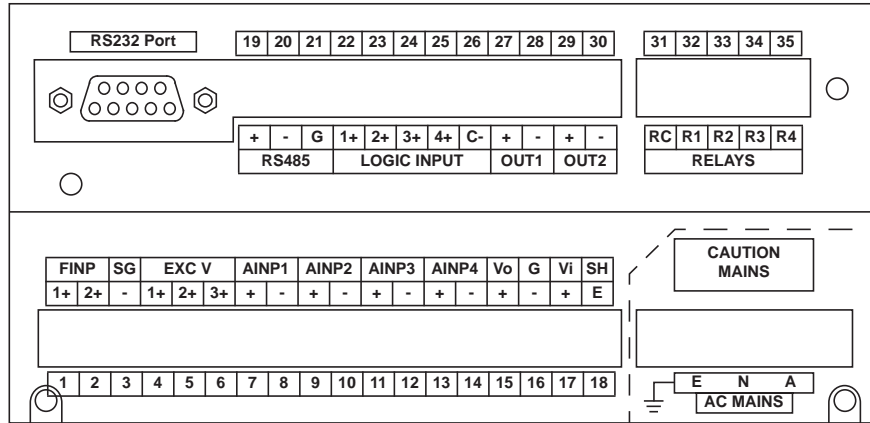 RS232 Port
19 20 21 22 23 24 25 26 27 28 29 30
31 32 33 34 35
+ - G 1+ 2+ 3+ 4+ C- + - + -
RS485 LOGIC INPUT OUT1 OUT2
RC R1 R2 R3 R4
RELAYS
FINP SG EXC V AINP1 AINP2 AINP3 AINP4 Vo G Vi SH
1+ 2+ - 1+ 2+ 3+ + - + - + - + - + - + E
CAUTION
MAINS
1 2 3 4 5 6 7 8 9 10 11 12 13 14 15 16 17 18
E N A
AC MAINS